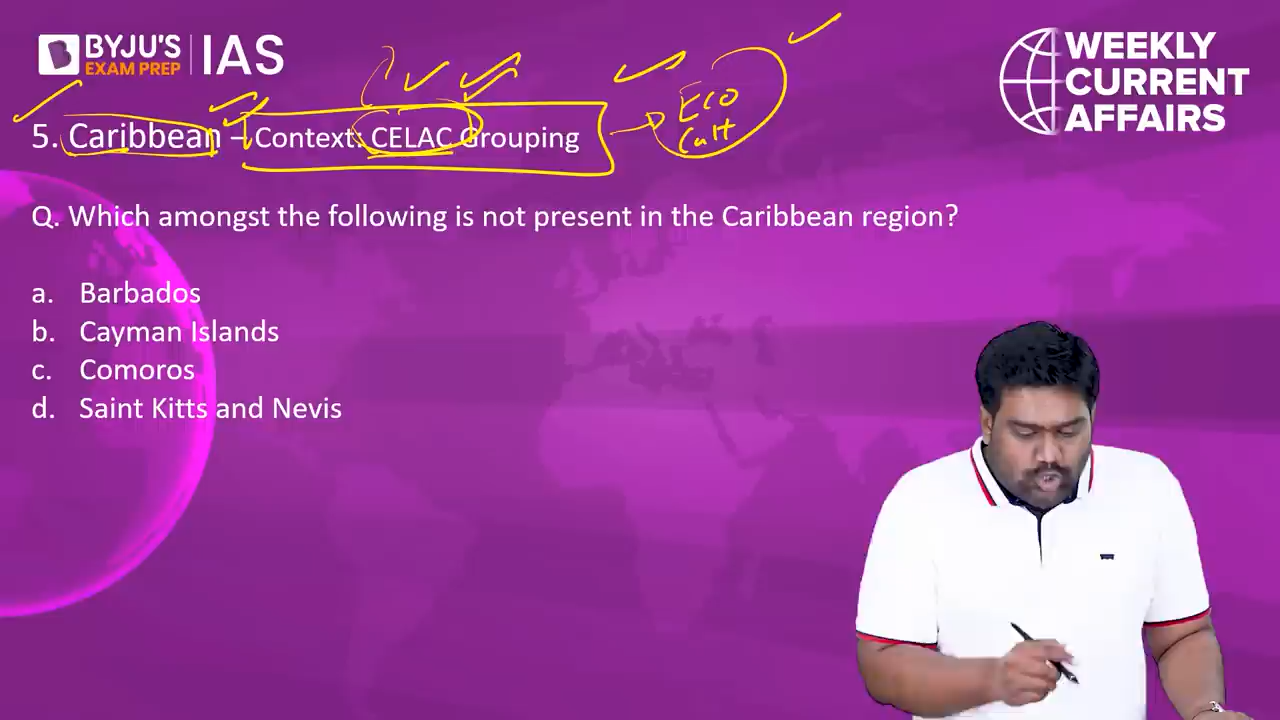 BYJU'S
EXAM PREP
IAS
WEEKLY
CURRENT
AFFAIRS
5. Caribbean – Context: CELAC Grouping
Eco
Q. Which amongst the following is not present in the Caribbean region?
a. Barbados
b. Cayman Islands
c. Comoros
d. Saint Kitts and Nevis